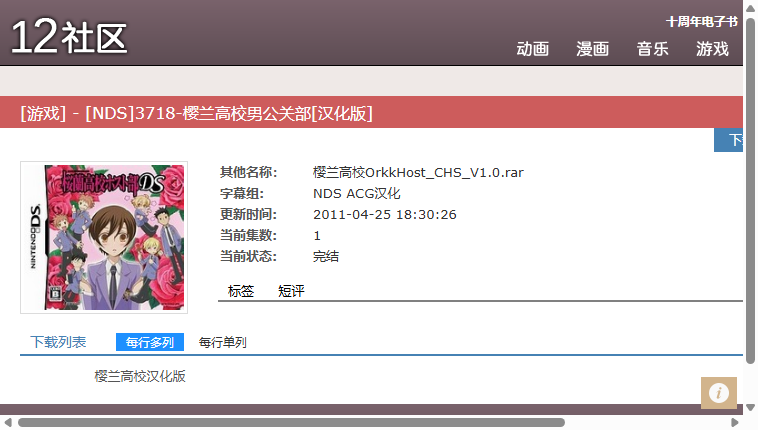 12社区
十周年电子书
动画 漫画 音乐 游戏
[游戏] - [NDS]3718-樱兰高校男公关部[汉化版]
NINTENDO DS
桜蘭高校ホスト部DS
其他名称: 樱兰高校OrkkHost_CHS_V1.0.rar
字幕组: NDS ACG汉化
更新时间: 2011-04-25 18:30:26
当前集数: 1
当前状态: 完结
标签 短评
下载列表 每行多列 每行单列
樱兰高校汉化版